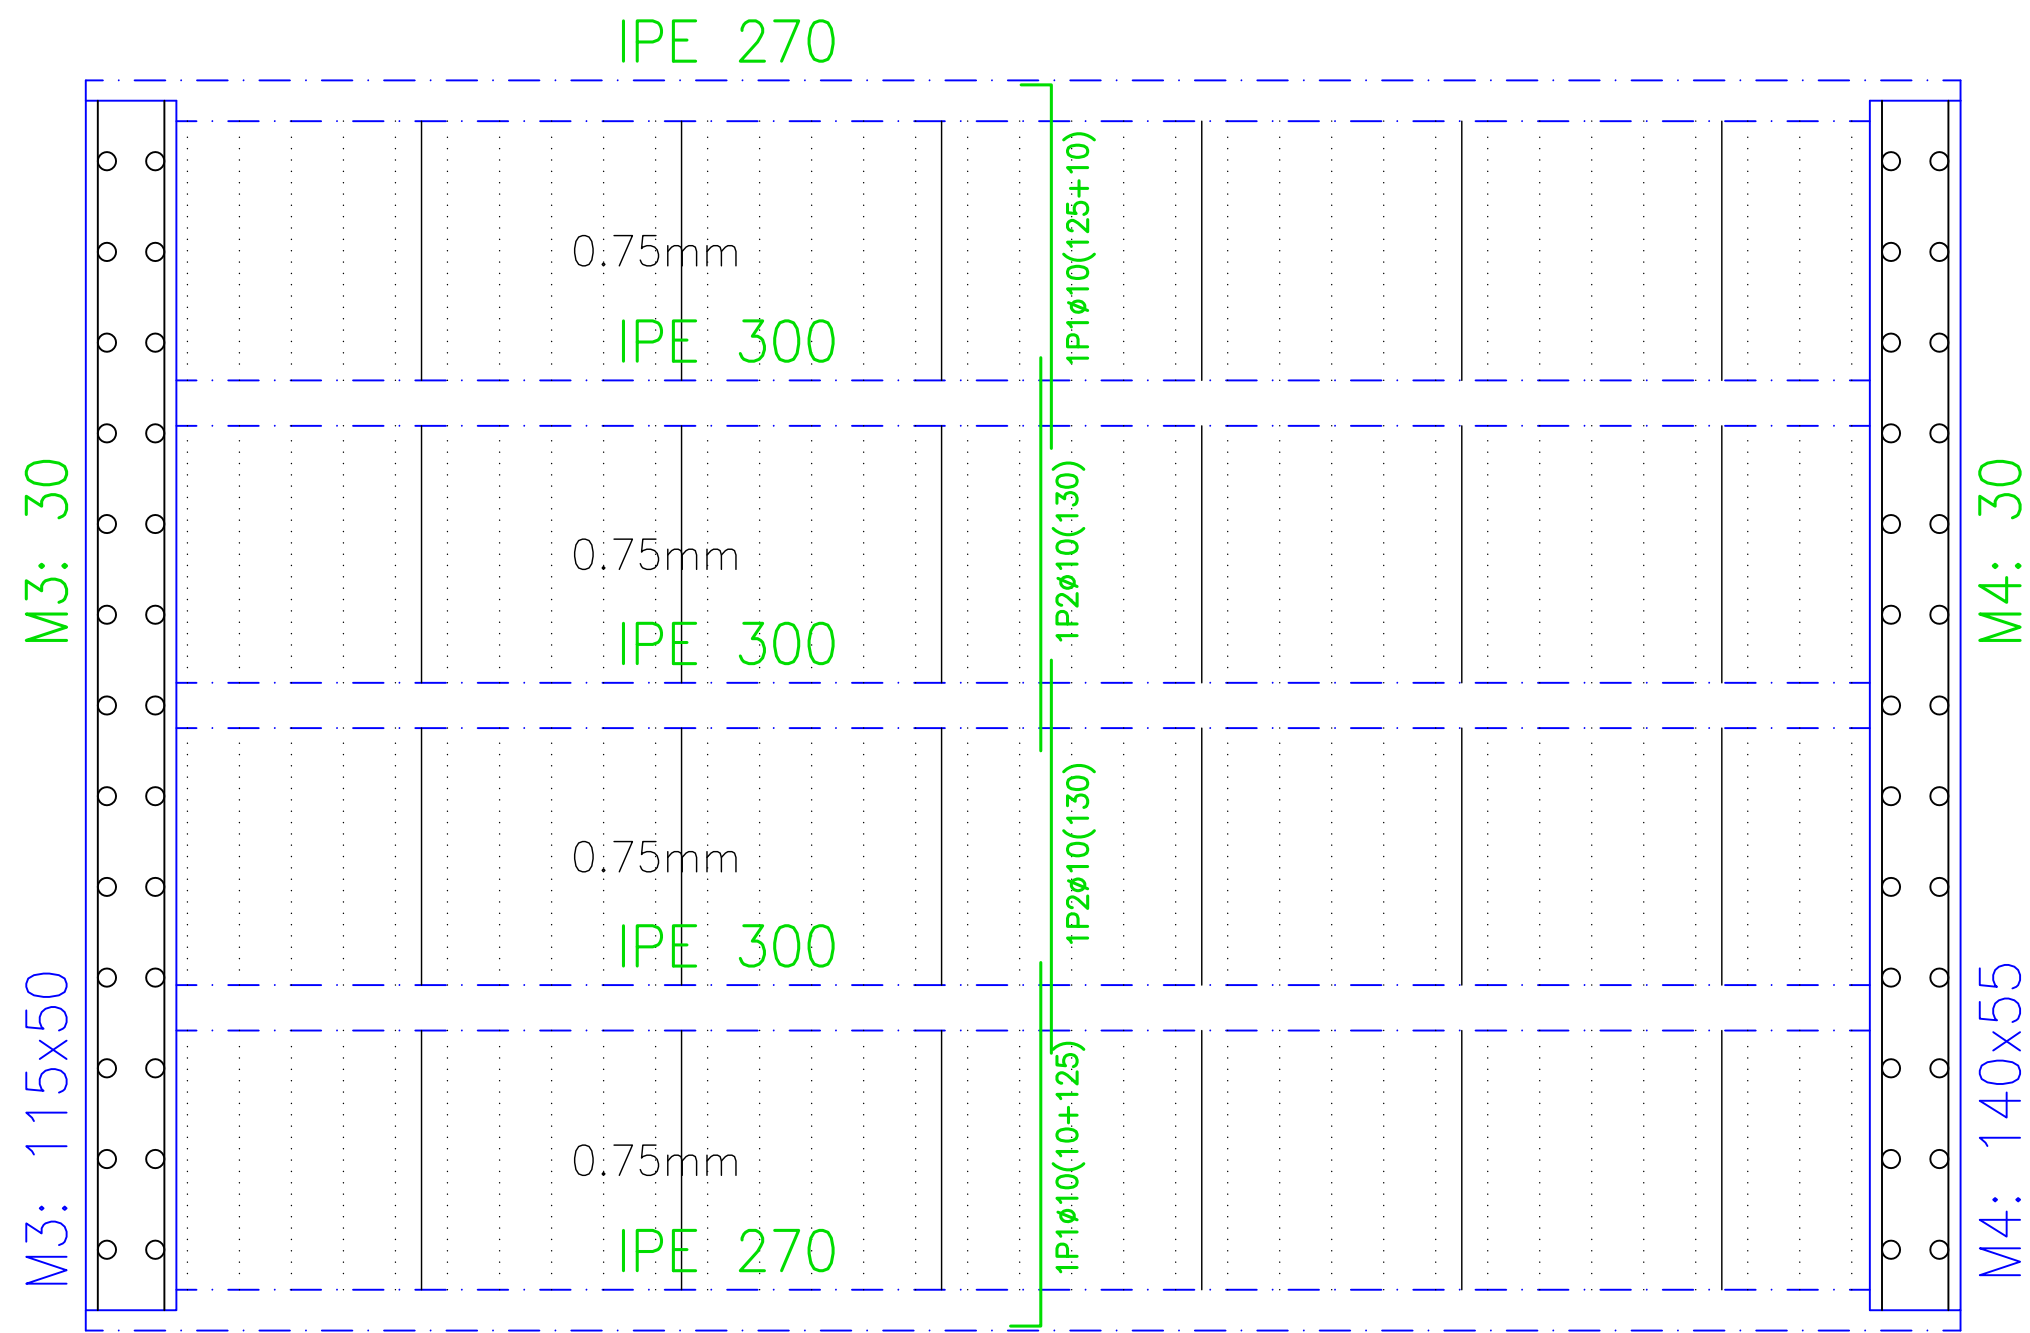 IPE 270
1P1ø10(125+10)
0.75mm
IPE 300
M3: 30
M4: 30
1P2ø10(130)
0.75mm
IPE 300
1P2ø10(130)
0.75mm
IPE 300
M3: 115x50
M4: 140x55
1P1ø10(10+125)
0.75mm
IPE 270